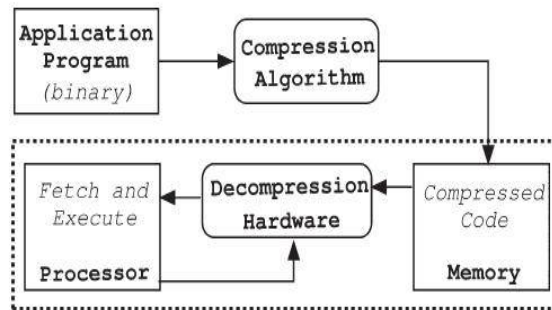 Application
Program
(binary)
Compression
Algorithm
Fetch and
Execute
Processor
Decompression
Hardware
Compressed
Code
Memory